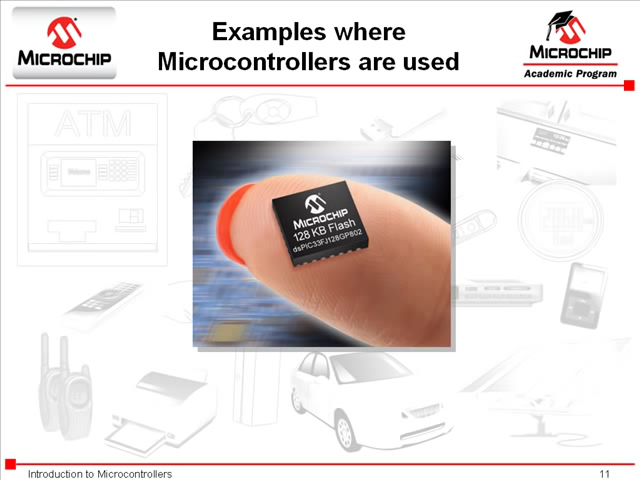 MICROCHIP
Examples where
Microcontrollers are used
MICROCHIP
Academic Program
ATM
Welcome
MICROCHIP
128 KB Flash
dsPIC33FJ128GP802
Introduction to Microcontrollers
11